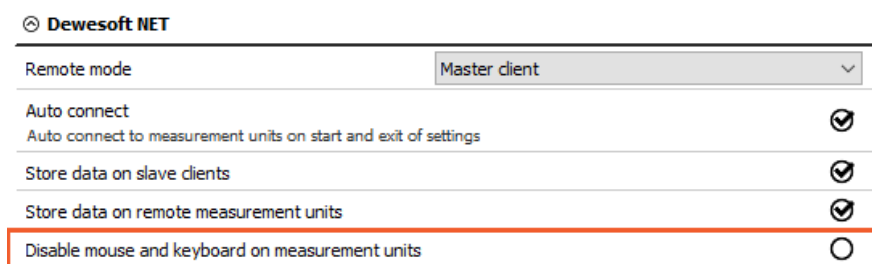 Dewesoft NET
Remote mode Master client
Auto connect
Auto connect to measurement units on start and exit of settings
Store data on slave clients
Store data on remote measurement units
Disable mouse and keyboard on measurement units